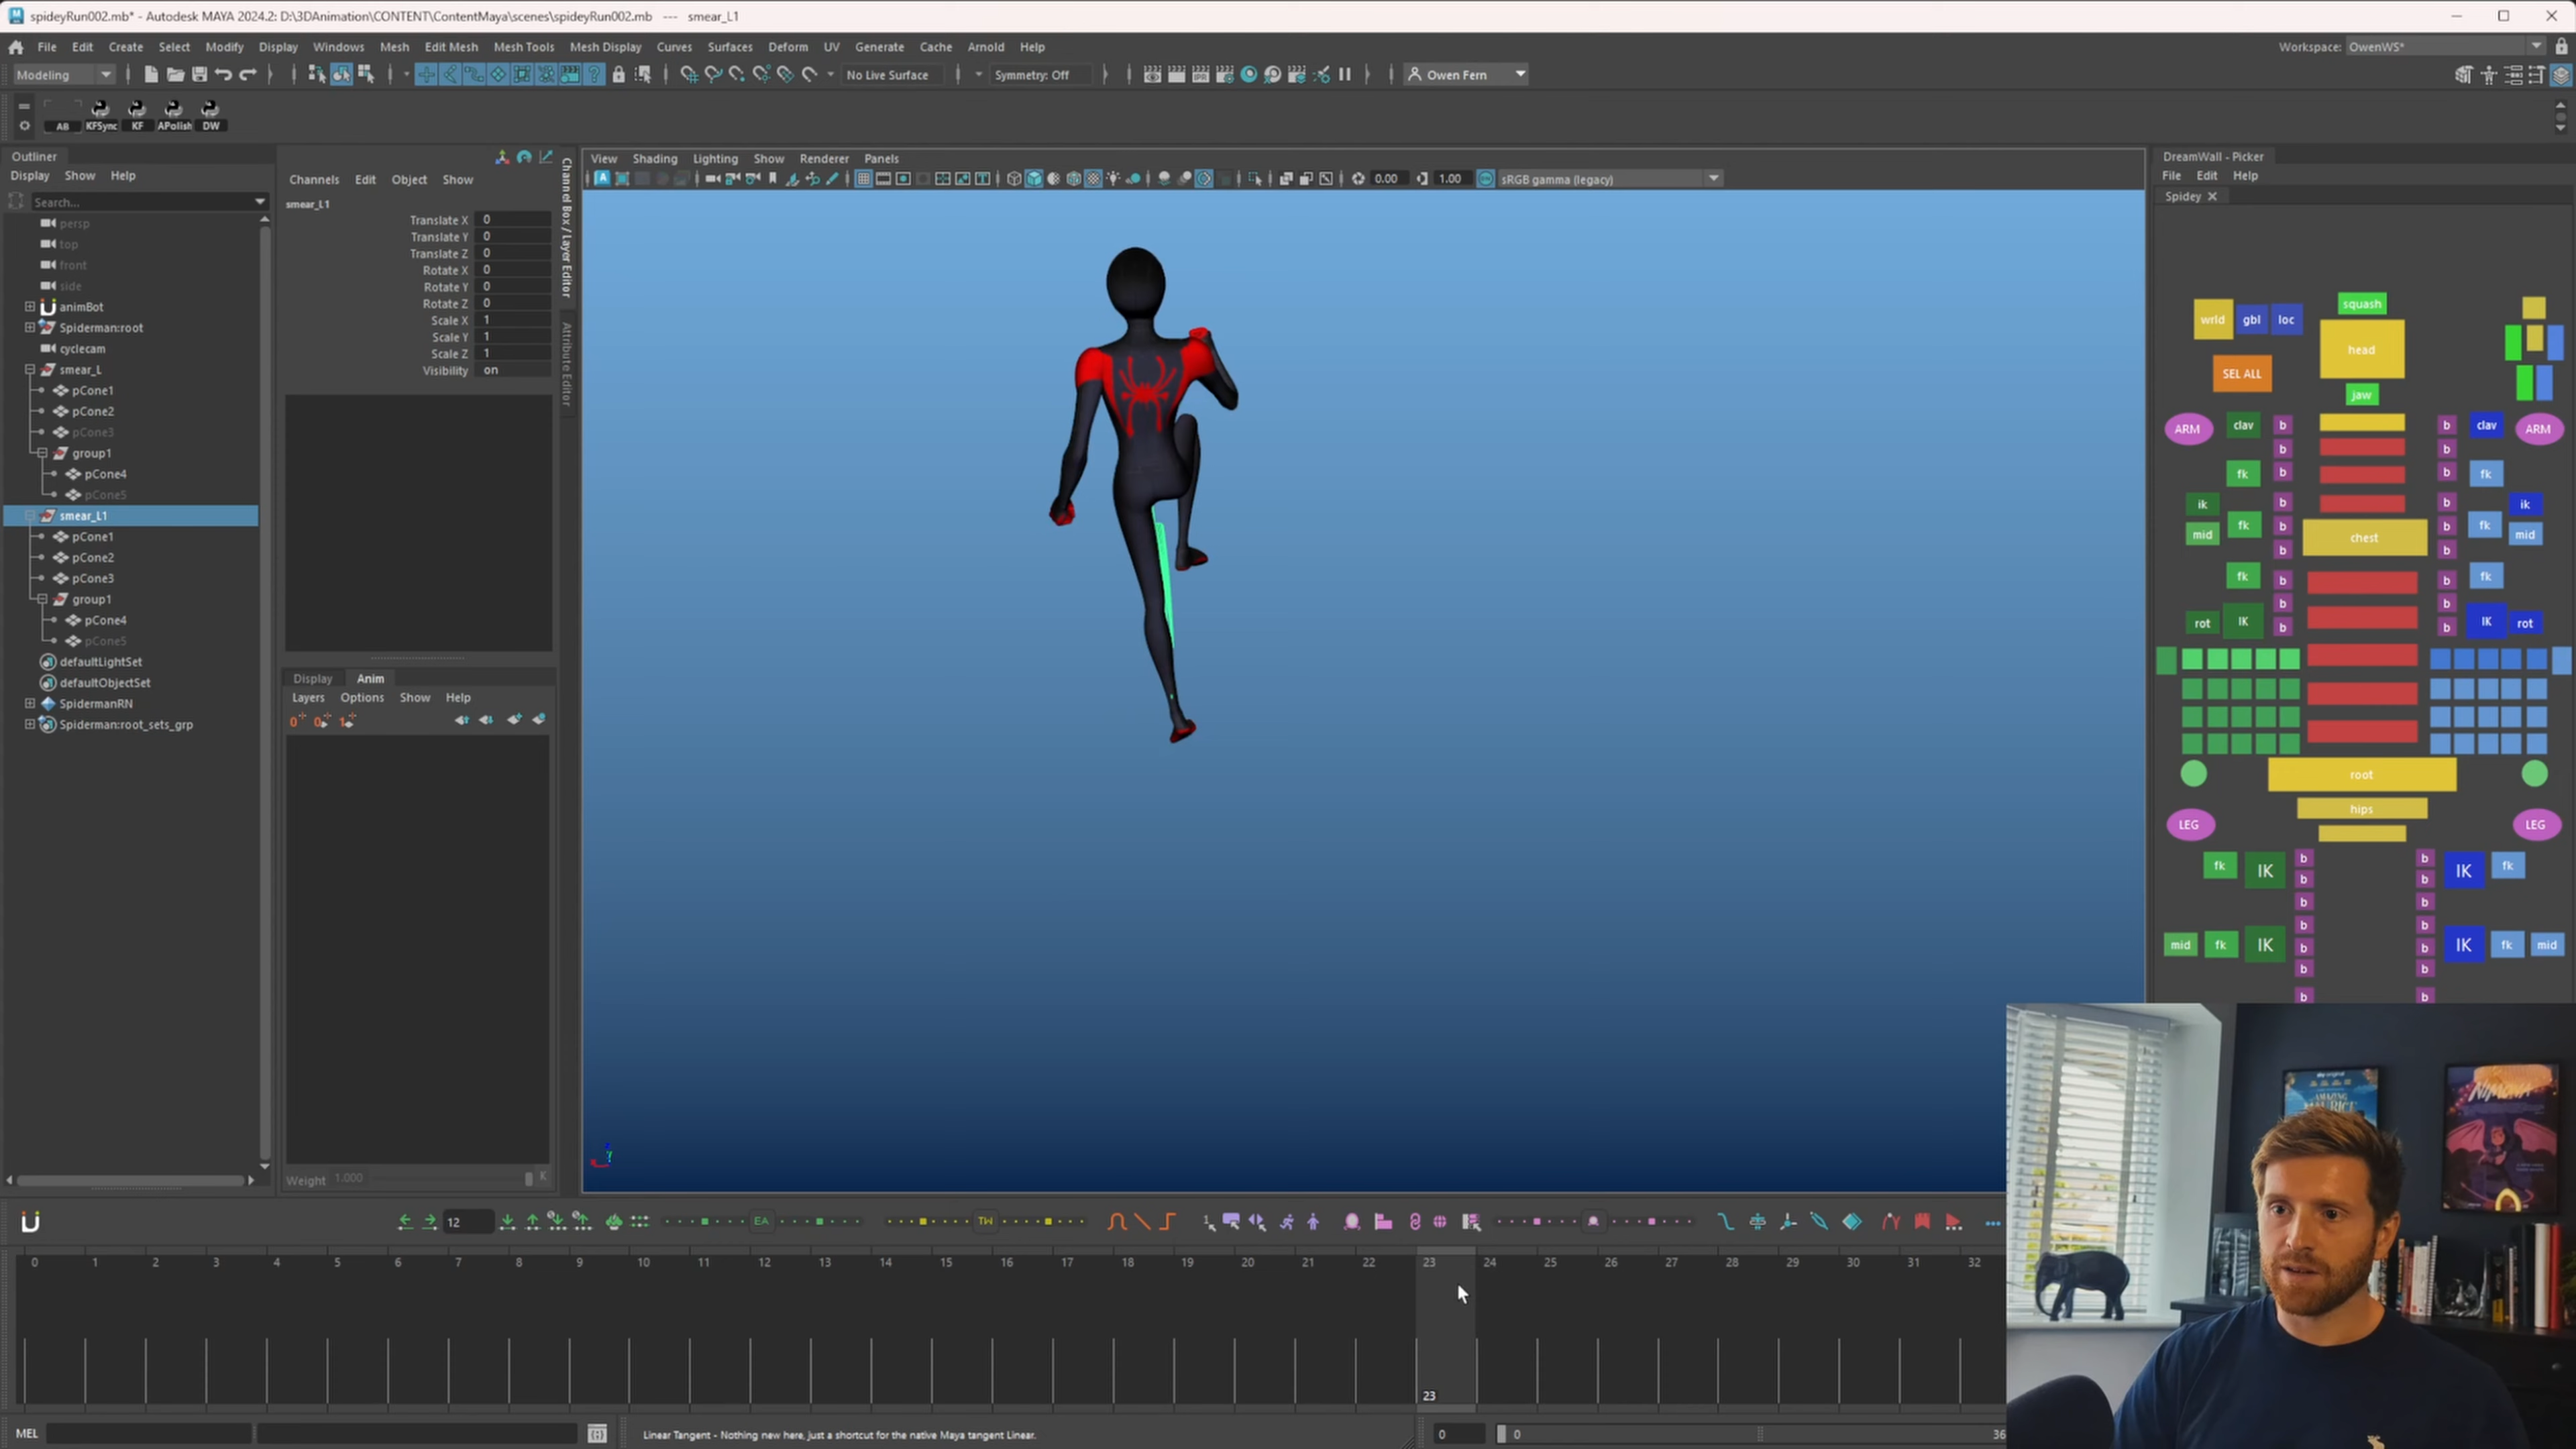 spideyRun002.mb* - Autodesk MAYA 2024.2: D:\3DAnimation\CONTENT\ContentMaya\scenes\spideyRun002.mb --- smear_L1
File Edit Create Select Modify Display Windows Mesh Edit Mesh Mesh Tools Mesh Display Curves Surfaces Deform UV Generate Cache Arnold Help
Workspace: OwenWS*
Modeling
No Live Surface
Symmetry: Off
Owen Fern
AB KFSync KF APolish DW
Outliner
Display Show Help
Search...
persp
top
front
side
animBot
Spiderman:root
cyclecam
smear_L
pCone1
pCone2
pCone3
group1
pCone4
pCone5
smear_L1
pCone1
pCone2
pCone3
group1
pCone4
pCone5
defaultLightSet
defaultObjectSet
SpidermanRN
Spiderman:root_sets_grp
Channels Edit Object Show
smear_L1
Translate X 0
Translate Y 0
Translate Z 0
Rotate X 0
Rotate Y 0
Rotate Z 0
Scale X 1
Scale Y 1
Scale Z 1
Visibility on
Channel Box / Layer Editor
Attribute Editor
Display Anim
Layers Options Show Help
Weight 1.000
K
View Shading Lighting Show Renderer Panels
0.00
1.00
sRGB gamma (legacy)
DreamWall - Picker
File Edit Help
Spidey
squash
wrld gbl loc
head
SEL ALL
jaw
ARM clav b b clav ARM
b b
fk b b fk
ik b b ik
mid fk b chest b fk mid
b b
fk b b fk
b b
rot IK b b IK rot
root
hips
LEG LEG
fk IK b b IK fk
b b
b b
b b
mid fk IK b b IK fk mid
b b
b b
12
EA
TW
0 1 2 3 4 5 6 7 8 9 10 11 12 13 14 15 16 17 18 19 20 21 22 23 24 25 26 27 28 29 30 31 32
23
MEL
Linear Tangent - Nothing new here, just a shortcut for the native Maya tangent Linear.
0
0
36
NIMONA